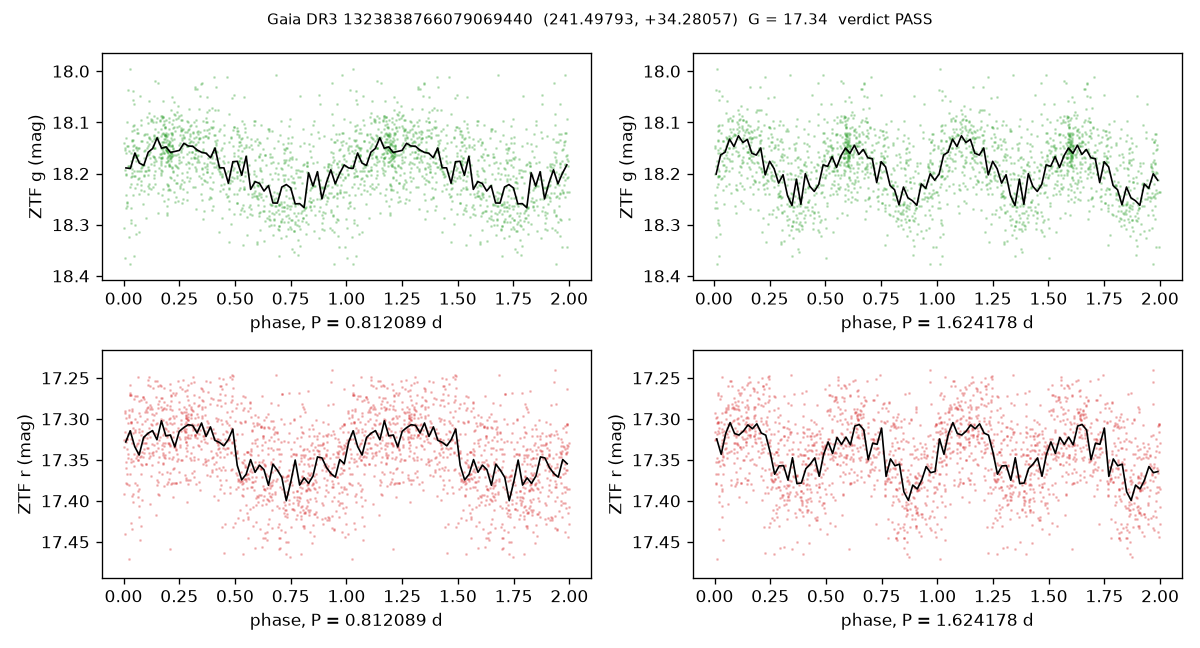 Gaia DR3 1323838766079069440 (241.49793, +34.28057) G = 17.34 verdict PASS
ZTF g (mag)
18.0
18.1
18.2
18.3
18.4
0.00 0.25 0.50 0.75 1.00 1.25 1.50 1.75 2.00
phase, P = 0.812089 d
ZTF g (mag)
18.0
18.1
18.2
18.3
18.4
0.00 0.25 0.50 0.75 1.00 1.25 1.50 1.75 2.00
phase, P = 1.624178 d
ZTF r (mag)
17.25
17.30
17.35
17.40
17.45
0.00 0.25 0.50 0.75 1.00 1.25 1.50 1.75 2.00
phase, P = 0.812089 d
ZTF r (mag)
17.25
17.30
17.35
17.40
17.45
0.00 0.25 0.50 0.75 1.00 1.25 1.50 1.75 2.00
phase, P = 1.624178 d